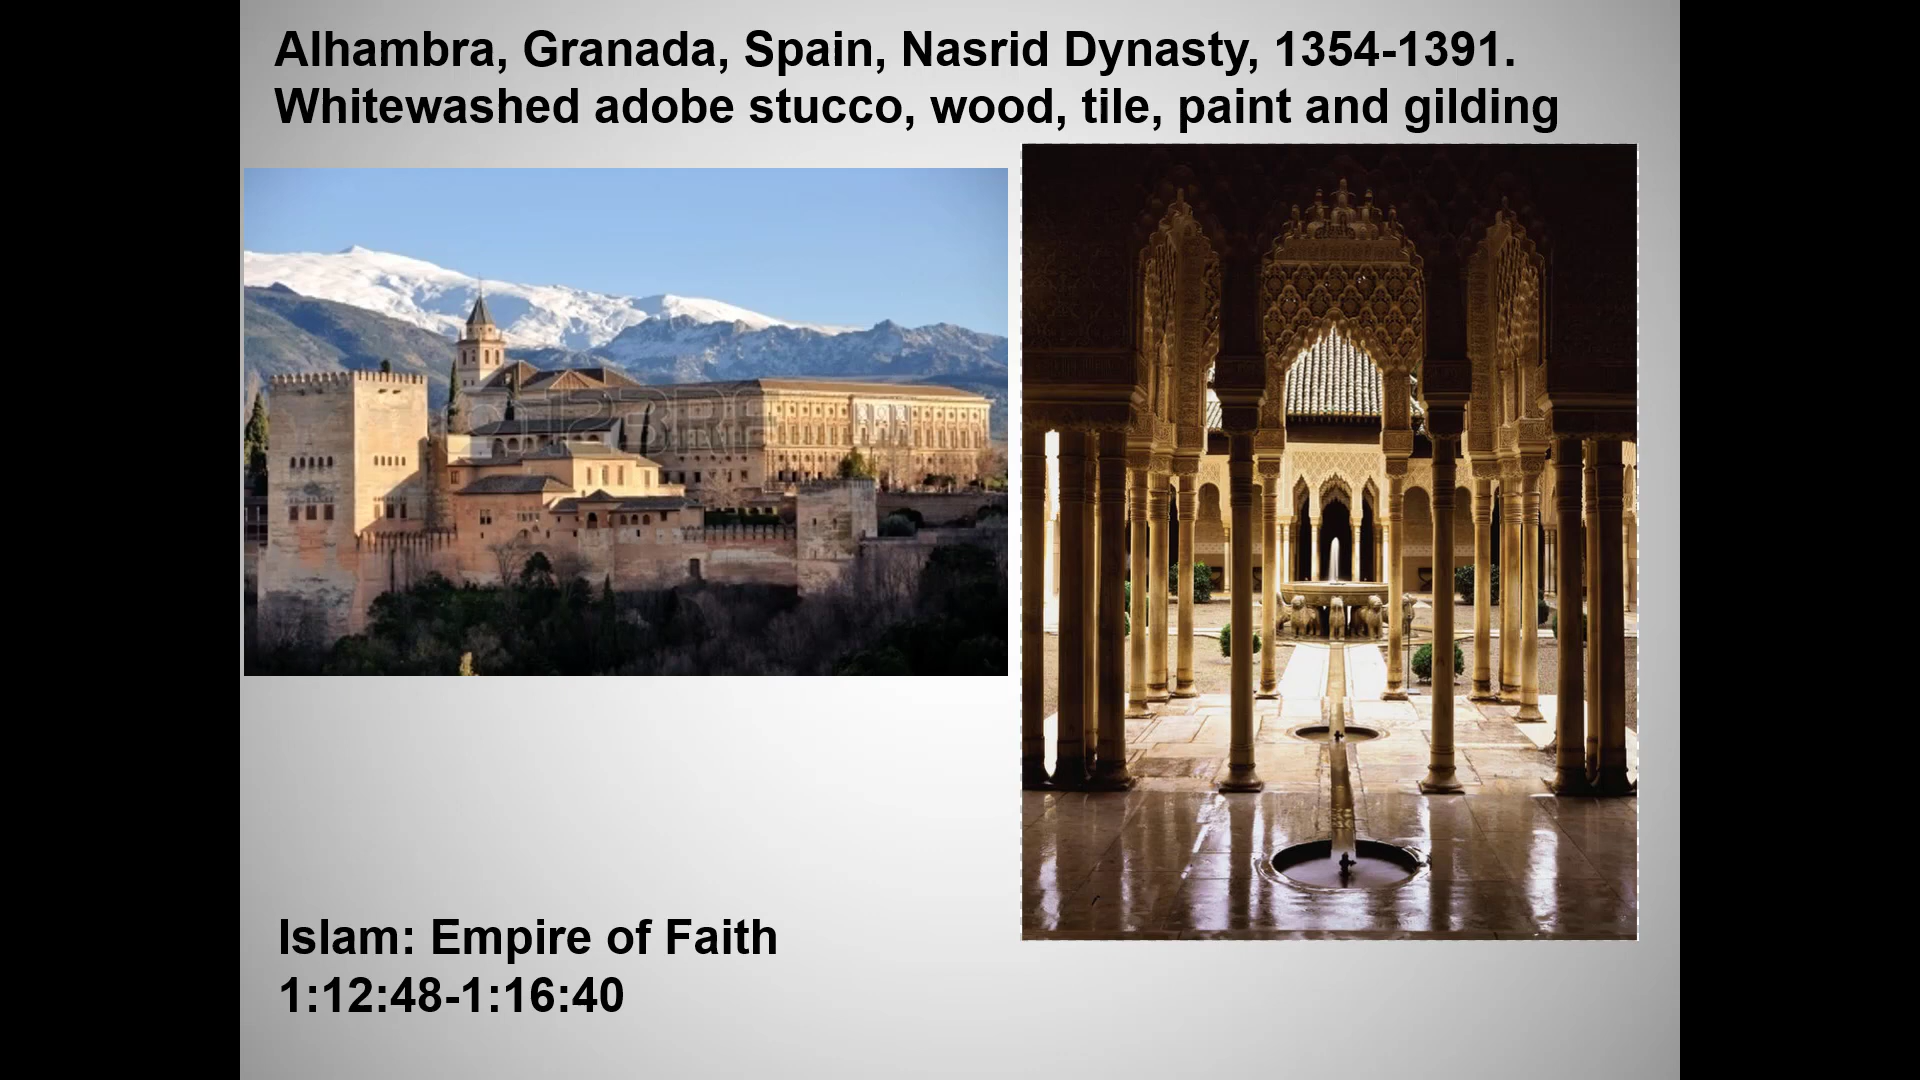 Alhambra, Granada, Spain, Nasrid Dynasty, 1354-1391.
Whitewashed adobe stucco, wood, tile, paint and gilding
123RF
Islam: Empire of Faith
1:12:48-1:16:40